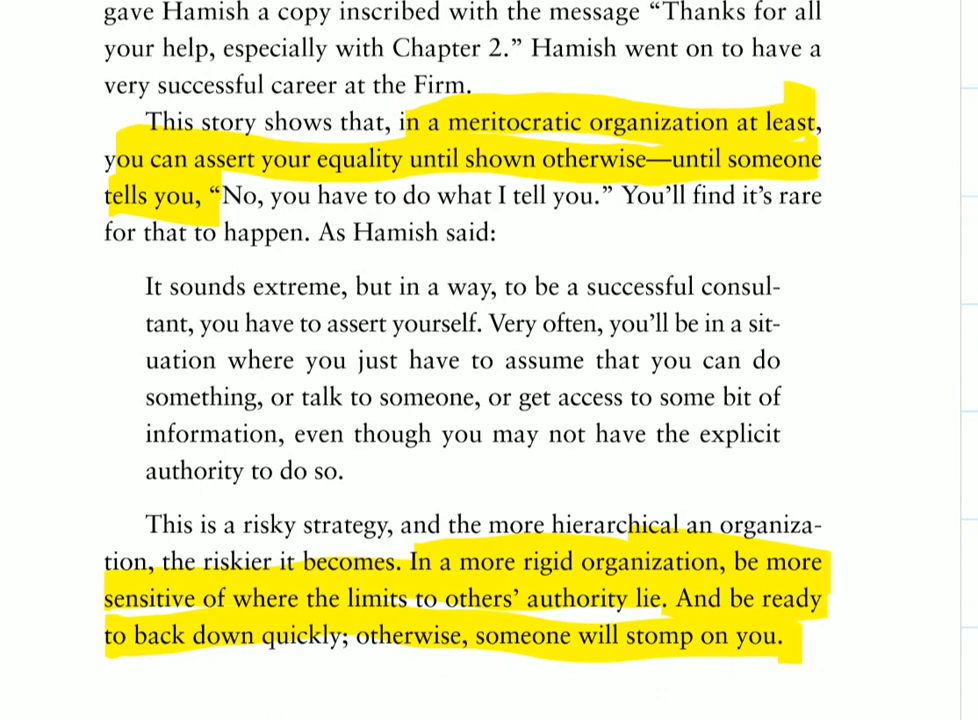 gave Hamish a copy inscribed with the message “Thanks for all
your help, especially with Chapter 2.” Hamish went on to have a
very successful career at the Firm.
This story shows that, in a meritocratic organization at least,
you can assert your equality until shown otherwise—until someone
tells you, “No, you have to do what I tell you.” You’ll find it’s rare
for that to happen. As Hamish said:
It sounds extreme, but in a way, to be a successful consul-
tant, you have to assert yourself. Very often, you’ll be in a sit-
uation where you just have to assume that you can do
something, or talk to someone, or get access to some bit of
information, even though you may not have the explicit
authority to do so.
This is a risky strategy, and the more hierarchical an organiza-
tion, the riskier it becomes. In a more rigid organization, be more
sensitive of where the limits to others’ authority lie. And be ready
to back down quickly; otherwise, someone will stomp on you.